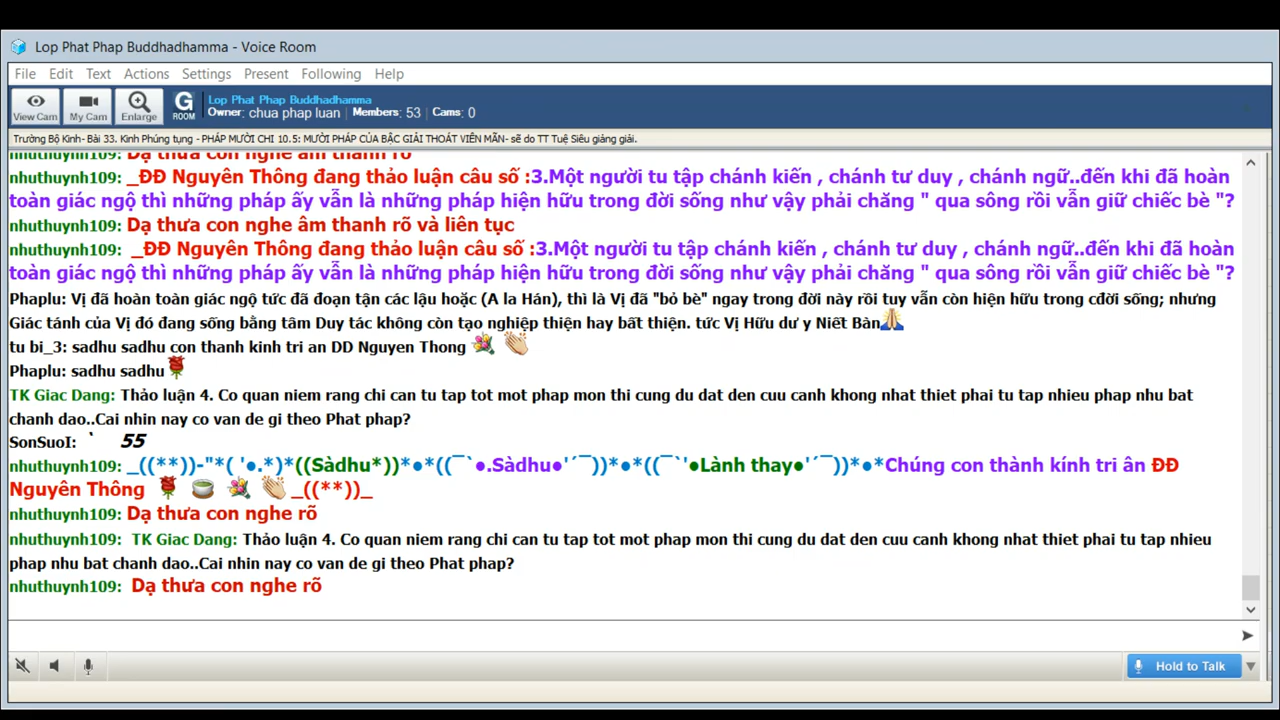 Lop Phat Phap Buddhadhamma - Voice Room
File Edit Text Actions Settings Present Following Help
View Cam My Cam Enlarge G ROOM Lop Phat Phap Buddhadhamma
Owner: chua phap luan | Members: 53 | Cams: 0
Trường Bộ Kinh- Bài 33. Kinh Phúng tụng - PHÁP MƯỜI CHI 10.5: MƯỜI PHÁP CỦA BẬC GIẢI THOÁT VIÊN MÃN- sẽ do TT Tuệ Siêu giảng giải.
nhuthuynh109: Dạ thưa con nghe âm thanh rõ
nhuthuynh109: _ĐĐ Nguyên Thông đang thảo luận câu số :3.Một người tu tập chánh kiến , chánh tư duy , chánh ngữ..đến khi đã hoàn
toàn giác ngộ thì những pháp ấy vẫn là những pháp hiện hữu trong đời sống như vậy phải chăng " qua sông rồi vẫn giữ chiếc bè "?
nhuthuynh109: Dạ thưa con nghe âm thanh rõ và liên tục
nhuthuynh109: _ĐĐ Nguyên Thông đang thảo luận câu số :3.Một người tu tập chánh kiến , chánh tư duy , chánh ngữ..đến khi đã hoàn
toàn giác ngộ thì những pháp ấy vẫn là những pháp hiện hữu trong đời sống như vậy phải chăng " qua sông rồi vẫn giữ chiếc bè "?
Phaplu: Vị đã hoàn toàn giác ngộ tức đã đoạn tận các lậu hoặc (A la Hán), thì là Vị đã "bỏ bè" ngay trong đời này rồi tuy vẫn còn hiện hữu trong cđời sống; nhưng
Giác tánh của Vị đó đang sống bằng tâm Duy tác không còn tạo nghiệp thiện hay bất thiện. tức Vị Hữu dư y Niết Bàn
tu bi_3: sadhu sadhu con thanh kinh tri an DD Nguyen Thong
Phaplu: sadhu sadhu
TK Giac Dang: Thảo luận 4. Co quan niem rang chi can tu tap tot mot phap mon thi cung du dat den cuu canh khong nhat thiet phai tu tap nhieu phap nhu bat
chanh dao..Cai nhin nay co van de gi theo Phat phap?
SonSuoI: ` 55
nhuthuynh109: _((**))-"*( '●.*)*((Sàdhu*))*●*((¯`●.Sàdhu●'´¯))*●*((¯`'●Lành thay●'´¯))*●*Chúng con thành kính tri ân ĐĐ
Nguyên Thông _((**))_
nhuthuynh109: Dạ thưa con nghe rõ
nhuthuynh109: TK Giac Dang: Thảo luận 4. Co quan niem rang chi can tu tap tot mot phap mon thi cung du dat den cuu canh khong nhat thiet phai tu tap nhieu
phap nhu bat chanh dao..Cai nhin nay co van de gi theo Phat phap?
nhuthuynh109: Dạ thưa con nghe rõ
Hold to Talk